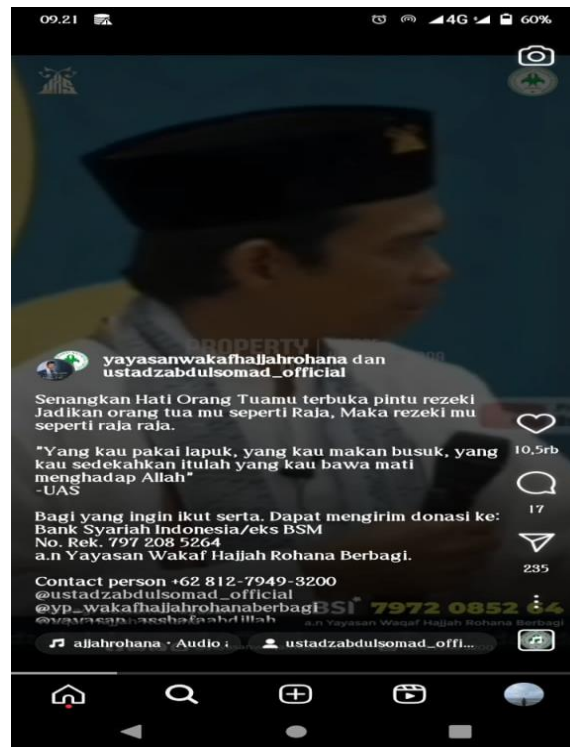 09.21
4G 60%
UAS
PROPERTY
yayasanwakafhajjahrohana dan
ustadzabdulsomad_official
Senangkan Hati Orang Tuamu terbuka pintu rezeki
Jadikan orang tua mu seperti Raja, Maka rezeki mu
seperti raja raja.
"Yang kau pakai lapuk, yang kau makan busuk, yang
kau sedekahkan itulah yang kau bawa mati
menghadap Allah"
-UAS
10,5rb
17
235
Bagi yang ingin ikut serta. Dapat mengirim donasi ke:
Bank Syariah Indonesia/eks BSM
No. Rek. 797 208 5264
a.n Yayasan Wakaf Hajjah Rohana Berbagi.
Contact person +62 812-7949-3200
@ustadzabdulsomad_official
@yp_wakafhajjahrohanaberbagi
@yayasan_asshafaabdillah
BSI 7972 0852 64
a.n Yayasan Waqaf Hajjah Rohana Berbagi
ajjahrohana • Audio
ustadzabdulsomad_offi...